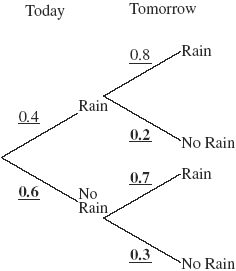 Today Tomorrow
0.8 Rain
0.4 Rain
0.2 No Rain
0.6 No
Rain
0.7 Rain
0.3 No Rain